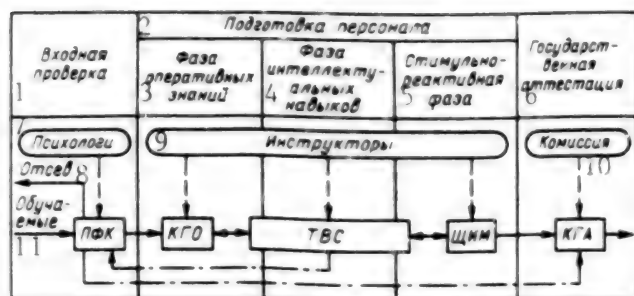 2
Подготовка персонала
Входная
проверка
1
Фаза
оперативных
знаний
3
Фаза
интеллекту-
альных
навыков
4
Стимульно-
реактивная
фаза
5
Государст-
венная
аттестация
6
7
Психологи
9
Инструкторы
Комиссия
10
Отсев
8
Обуча-
емые
11
ПФК
КГО
ТВС
ЩИМ
КГА